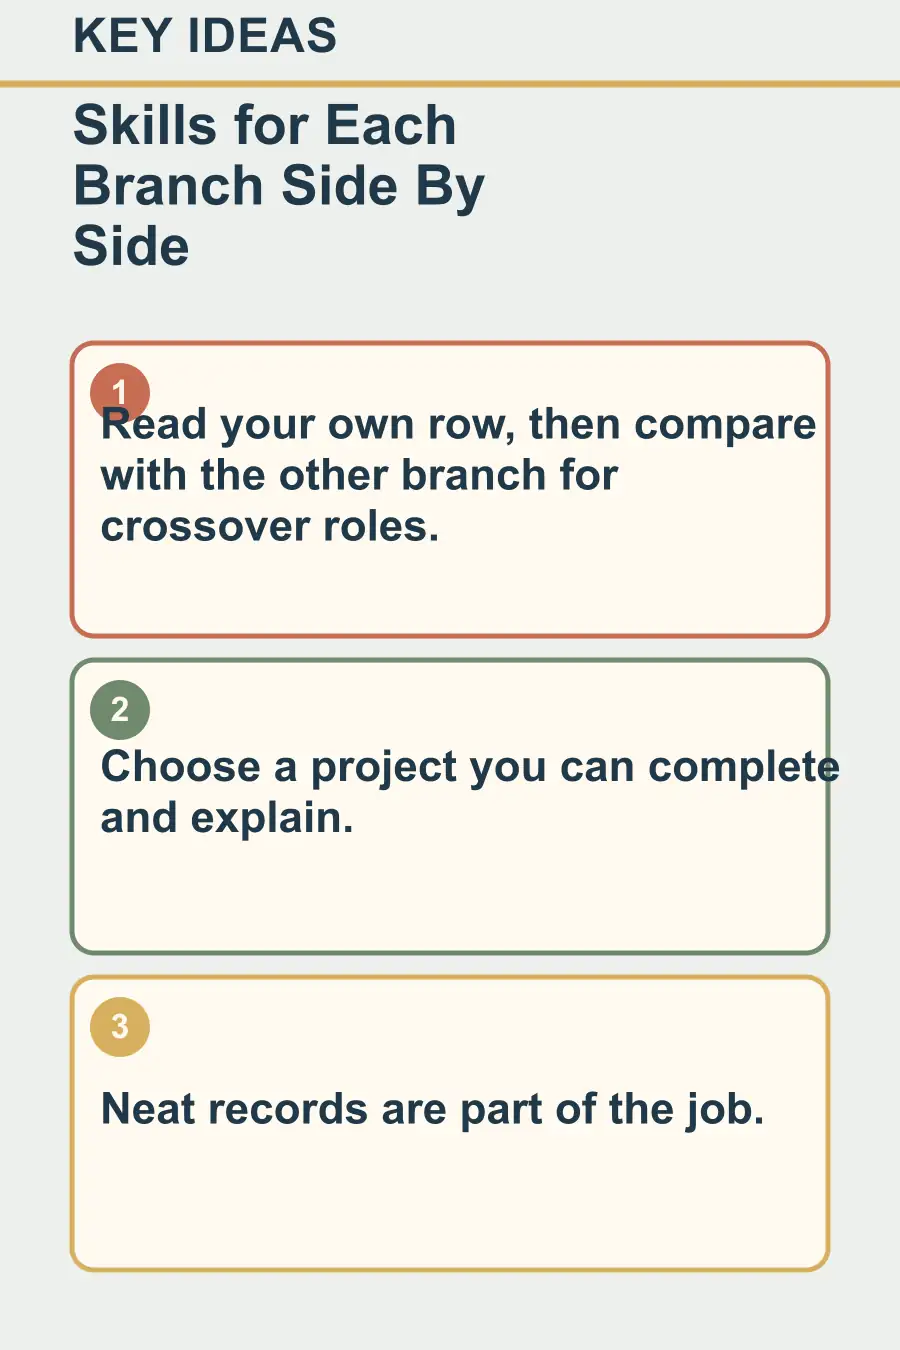 KEY IDEAS
Skills for Each
Branch Side By
Side
1
Read your own row, then compare
with the other branch for
crossover roles.
2
Choose a project you can complete
and explain.
3
Neat records are part of the job.